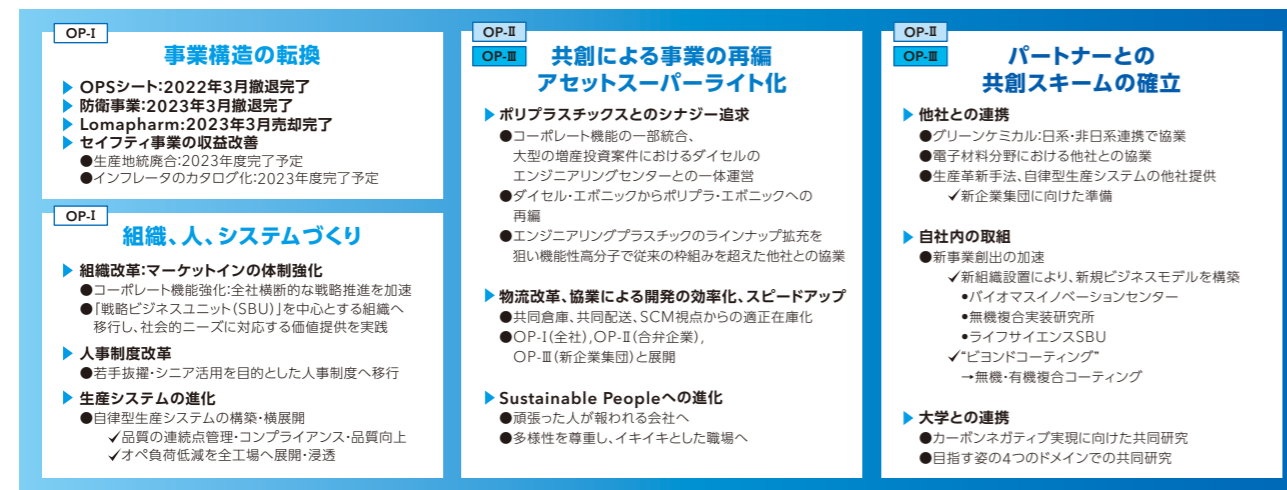 OP-Ⅰ
事業構造の転換
▶ OPSシート:2022年3月撤退完了
▶ 防衛事業:2023年3月撤退完了
▶ Lomapharm:2023年3月売却完了
▶ セイフティ事業の収益改善
●生産地統廃合:2023年度完了予定
●インフレータのカタログ化:2023年度完了予定
OP-Ⅰ
組織、人、システムづくり
▶ 組織改革:マーケットインの体制強化
●コーポレート機能強化:全社横断的な戦略推進を加速
●「戦略ビジネスユニット(SBU)」を中心とする組織へ
移行し、社会的ニーズに対応する価値提供を実践
▶ 人事制度改革
●若手抜擢・シニア活用を目的とした人事制度へ移行
▶ 生産システムの進化
●自律型生産システムの構築・横展開
✓品質の連続点管理・コンプライアンス・品質向上
✓オペ負荷低減を全工場へ展開・浸透
OP-Ⅱ
OP-Ⅲ
共創による事業の再編
アセットスーパーライト化
▶ ポリプラスチックスとのシナジー追求
●コーポレート機能の一部統合、
大型の増産投資案件におけるダイセルの
エンジニアリングセンターとの一体運営
●ダイセル・エボニックからポリプラ・エボニックへの
再編
●エンジニアリングプラスチックのラインナップ拡充を
狙い機能性高分子で従来の枠組みを超えた他社との協業
▶ 物流改革、協業による開発の効率化、スピードアップ
●共同倉庫、共同配送、SCM視点からの適正在庫化
●OP-Ⅰ(全社),OP-Ⅱ(合弁企業),
OP-Ⅲ(新企業集団)と展開
▶ Sustainable Peopleへの進化
●頑張った人が報われる会社へ
●多様性を尊重し、イキイキとした職場へ
OP-Ⅱ
OP-Ⅲ
パートナーとの
共創スキームの確立
▶ 他社との連携
●グリーンケミカル:日系・非日系連携で協業
●電子材料分野における他社との協業
●生産革新手法、自律型生産システムの他社提供
✓新企業集団に向けた準備
▶ 自社内の取組
●新事業創出の加速
✓新組織設置により、新規ビジネスモデルを構築
•バイオマスイノベーションセンター
•無機複合実装研究所
•ライフサイエンスSBU
✓“ビヨンドコーティング”
→無機・有機複合コーティング
▶ 大学との連携
●カーボンネガティブ実現に向けた共同研究
●目指す姿の4つのドメインでの共同研究